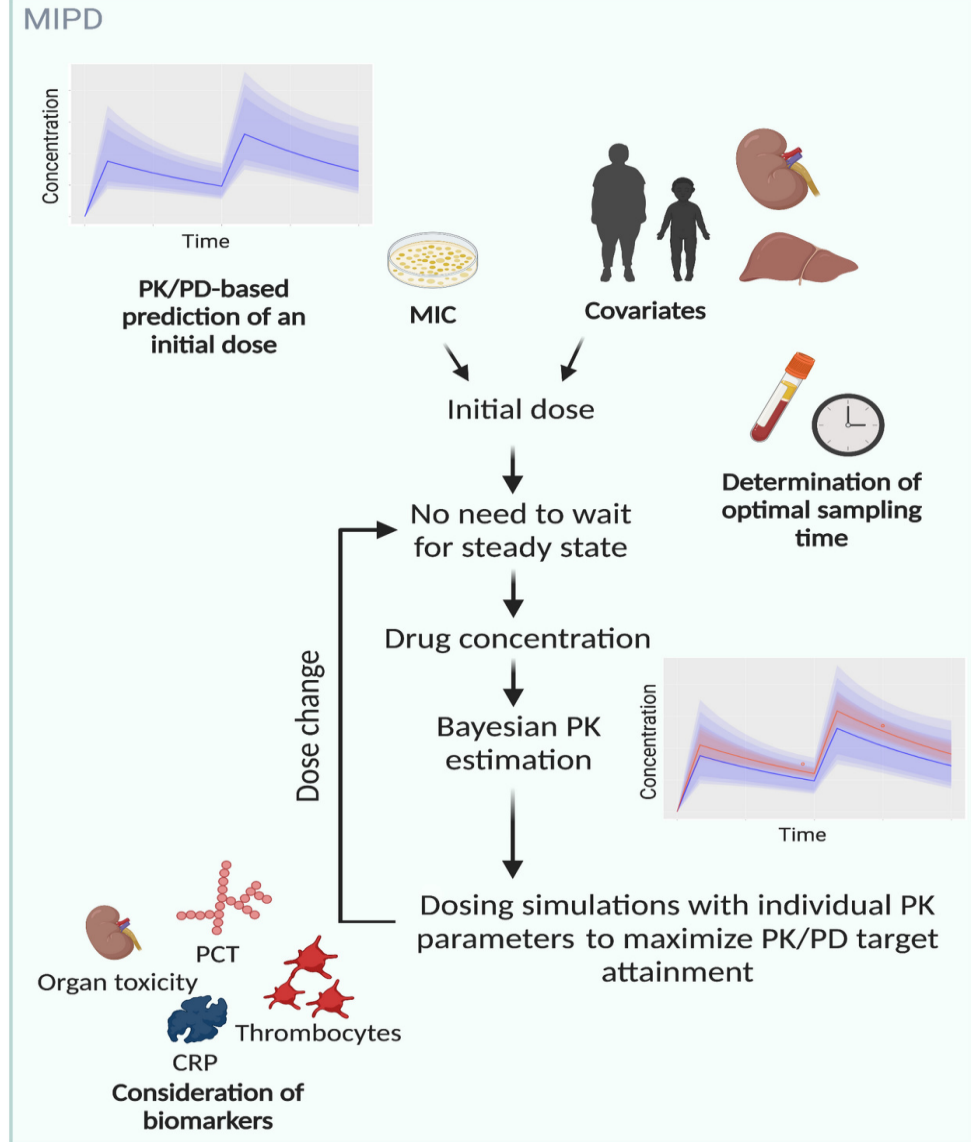 MIPD
Concentration
Time
PK/PD-based
prediction of an
initial dose
MIC
Covariates
Initial dose
Determination of
optimal sampling
time
No need to wait
for steady state
Drug concentration
Dose change
Bayesian PK
estimation
Concentration
Time
Dosing simulations with individual PK
parameters to maximize PK/PD target
attainment
PCT
Organ toxicity
Thrombocytes
CRP
Consideration of
biomarkers